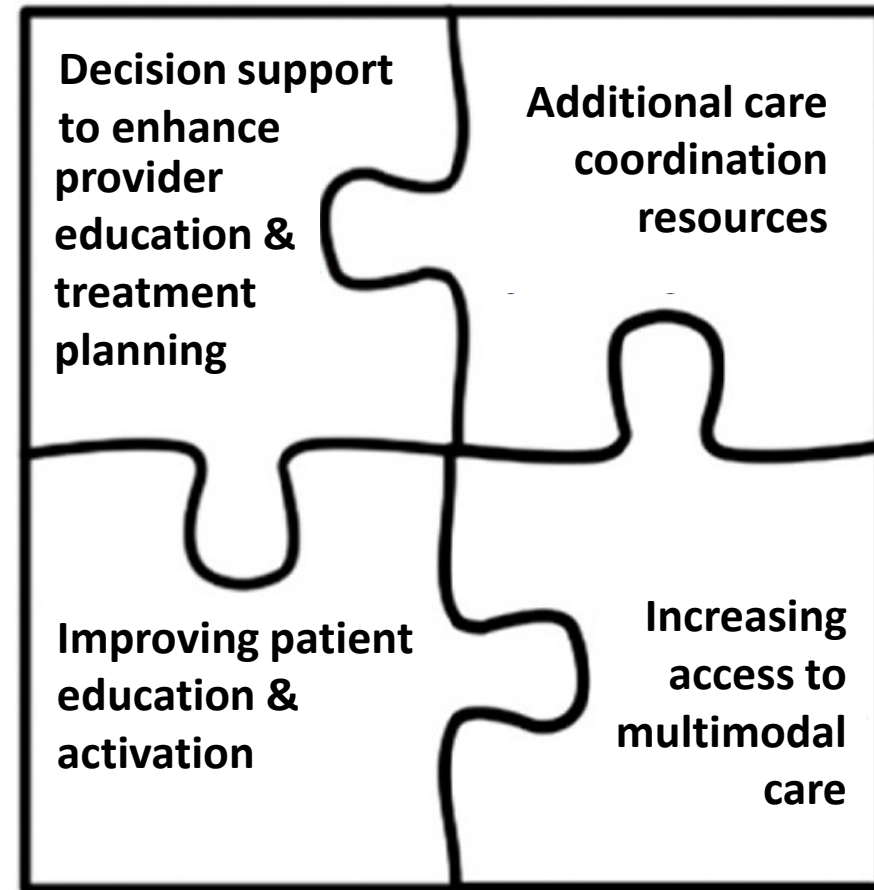 Decision support
to enhance
provider
education &
treatment
planning
Additional care
coordination
resources
Improving patient
education &
activation
Increasing
access to
multimodal
care